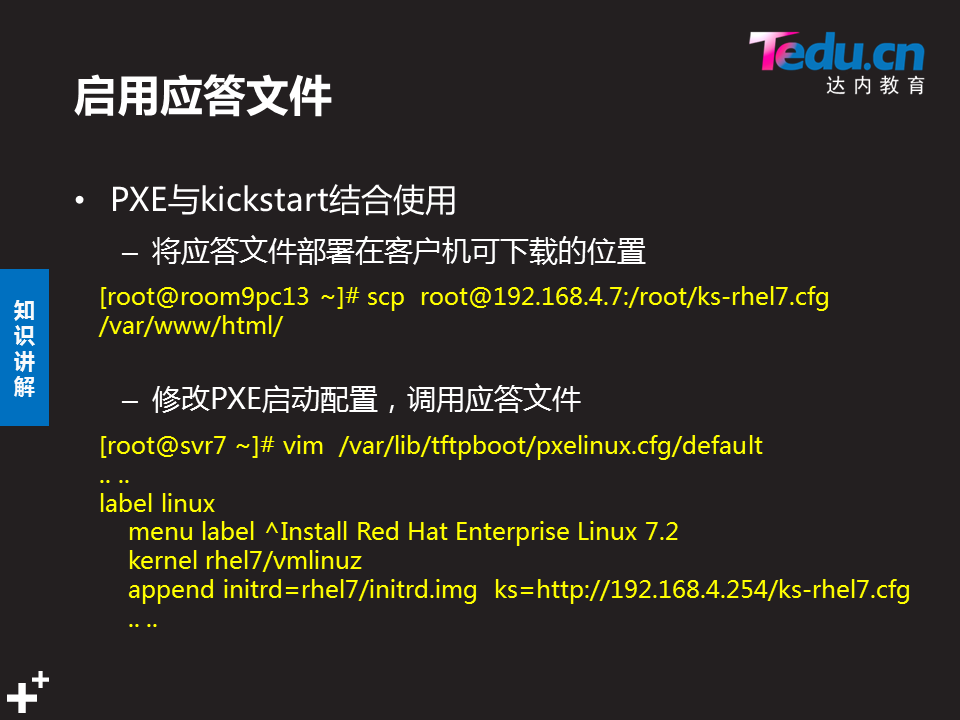 Tedu.cn
达内教育
启用应答文件
• PXE与kickstart结合使用
– 将应答文件部署在客户机可下载的位置
[root@room9pc13 ~]# scp  root@192.168.4.7:/root/ks-rhel7.cfg
/var/www/html/
知识讲解
– 修改PXE启动配置，调用应答文件
[root@svr7 ~]# vim  /var/lib/tftpboot/pxelinux.cfg/default
.. ..
label linux
menu label ^Install Red Hat Enterprise Linux 7.2
kernel rhel7/vmlinuz
append initrd=rhel7/initrd.img  ks=http://192.168.4.254/ks-rhel7.cfg
.. ..